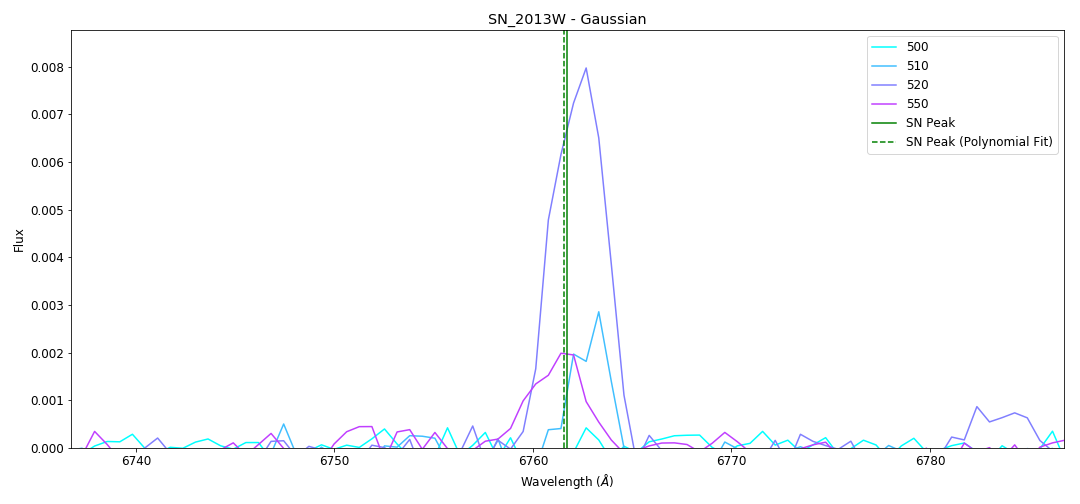 SN_2013W - Gaussian
500
510
520
550
SN Peak
SN Peak (Polynomial Fit)
0.008
0.007
0.006
0.005
0.004
0.003
0.002
0.001
0.000
Flux
6740 6750 6760 6770 6780
Wavelength (Å)